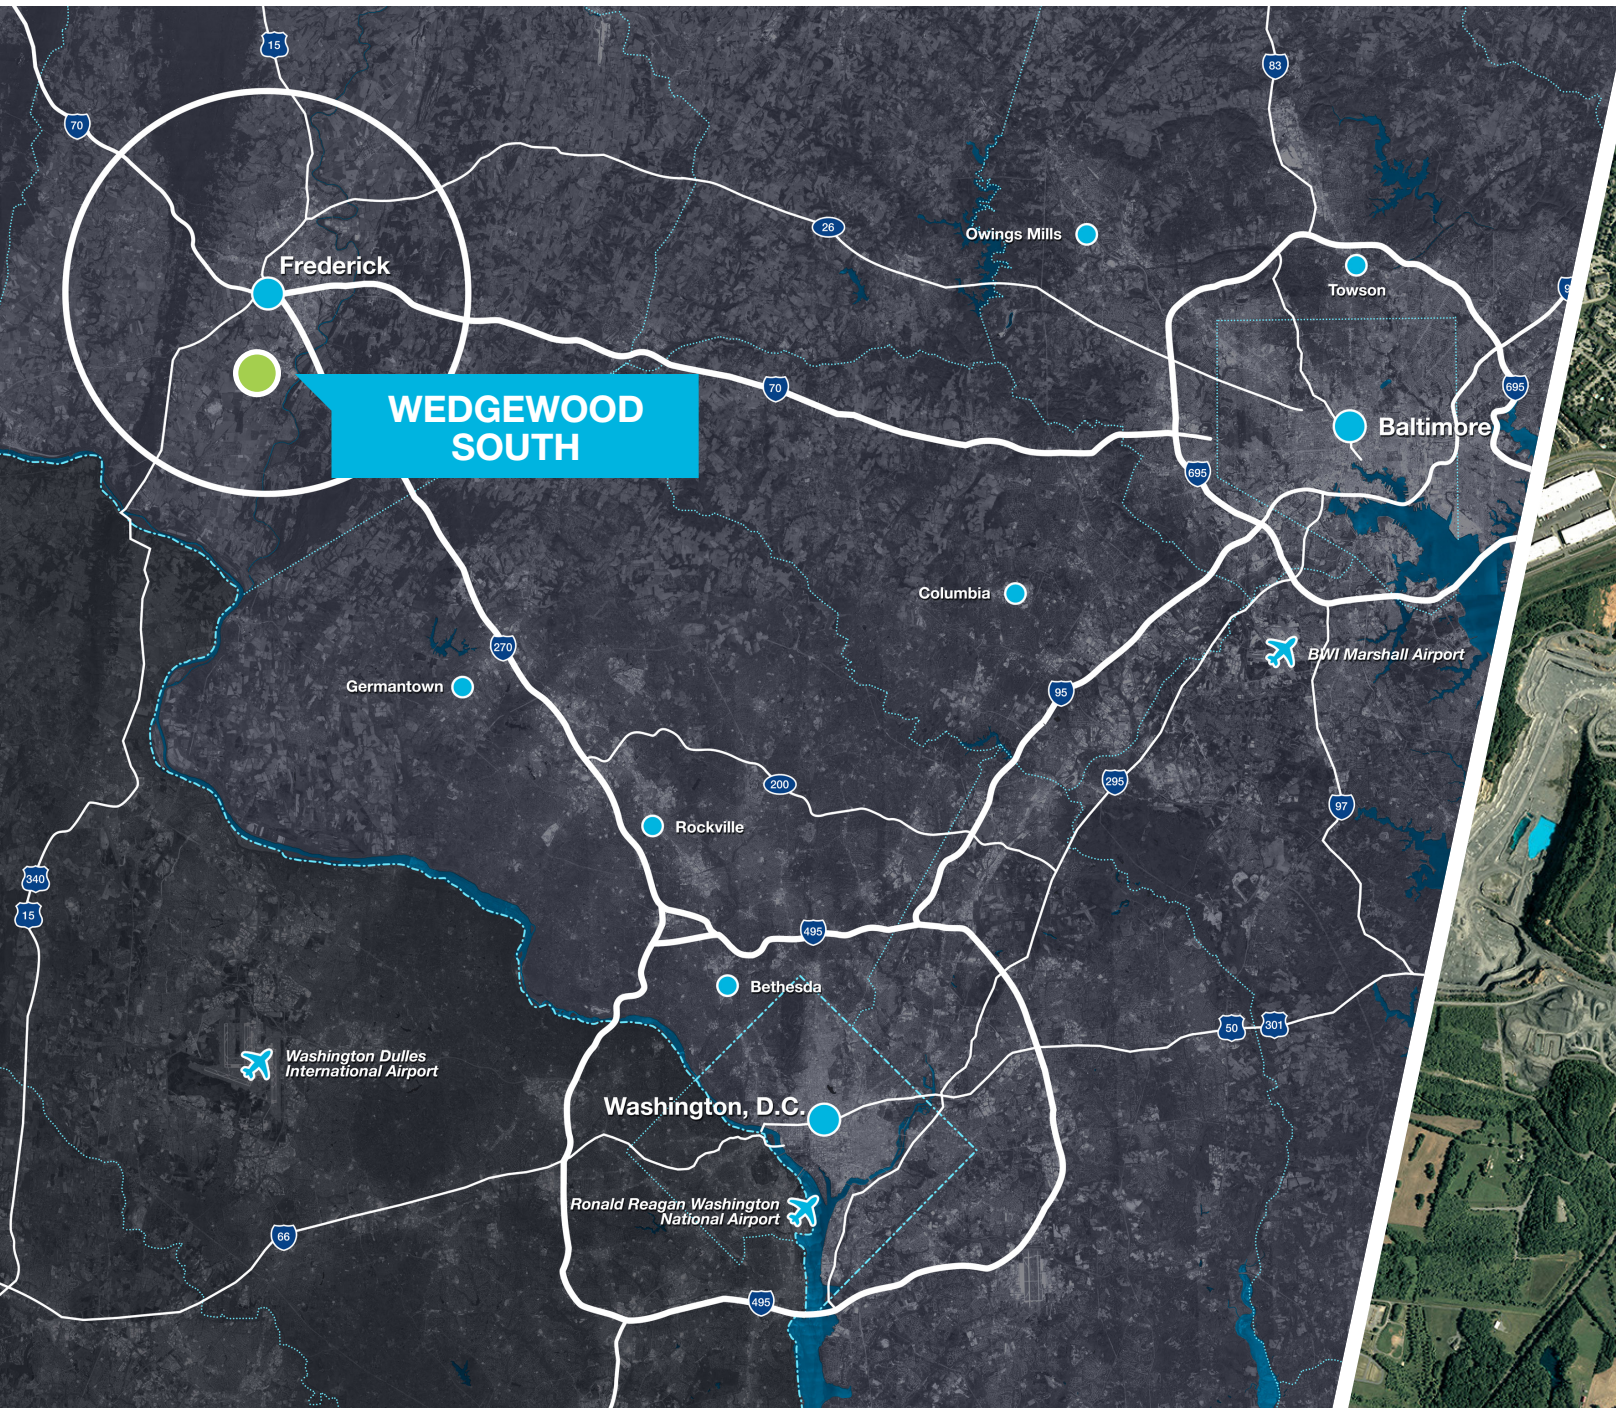 15
83
70
26
Owings Mills
Frederick
Towson
WEDGEWOOD
SOUTH
70
695
Baltimore
695
Columbia
270
BWI Marshall Airport
Germantown
95
295
200
97
Rockville
340
15
495
Bethesda
50
301
Washington Dulles
International Airport
Washington, D.C.
Ronald Reagan Washington
National Airport
66
495